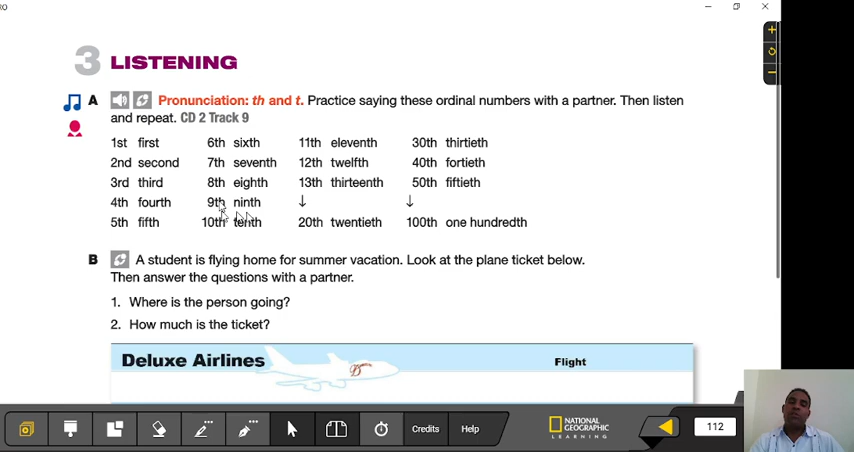 RO
3 LISTENING
A Pronunciation: th and t. Practice saying these ordinal numbers with a partner. Then listen
and repeat. CD 2 Track 9
1st first 6th sixth 11th eleventh 30th thirtieth
2nd second 7th seventh 12th twelfth 40th fortieth
3rd third 8th eighth 13th thirteenth 50th fiftieth
4th fourth 9th ninth ↓ ↓
5th fifth 10th tenth 20th twentieth 100th one hundredth
B A student is flying home for summer vacation. Look at the plane ticket below.
Then answer the questions with a partner.
1. Where is the person going?
2. How much is the ticket?
Deluxe Airlines Flight
Credits Help NATIONAL GEOGRAPHIC LEARNING 112